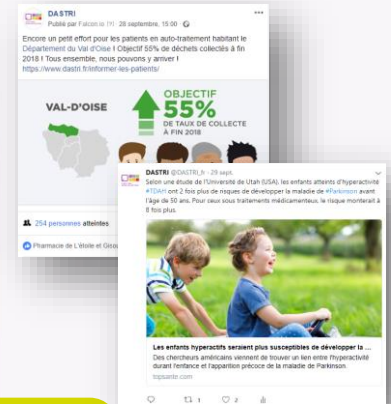 DASTRI
Publié par Falcon.io [?] · 28 septembre, 15:00 ·
Encore un petit effort pour les patients en auto-traitement habitant le
Département du Val d'Oise ! Objectif 55% de déchets collectés à fin
2018 ! Tous ensemble, nous pouvons y arriver !
https://www.dastri.fr/informer-les-patients/
VAL-D'OISE
OBJECTIF
55%
DE TAUX DE COLLECTE
À FIN 2018
254 personnes atteintes
Pharmacie de L'étoile et
DASTRI @DASTRI_fr · 29 sept.
Selon une étude de l'Université de Utah (USA), les enfants atteints d'hyperactivité
#TDAH ont 2 fois plus de risques de développer la maladie de #Parkinson avant
l'âge de 50 ans. Pour ceux sous traitements médicamenteux, le risque monterait à
8 fois plus.
Les enfants hyperactifs seraient plus susceptibles de développer la ...
Des chercheurs américains viennent de trouver un lien entre l'hyperactivité
durant l'enfance et l'apparition précoce de la maladie de Parkinson.
topsante.com
1
2